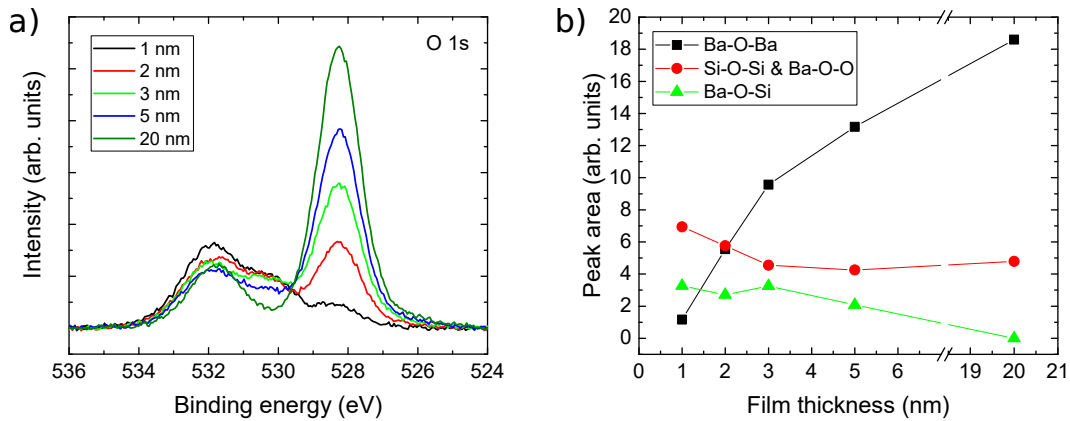 a)
O 1s
1 nm
2 nm
3 nm
5 nm
20 nm
Intensity (arb. units)
536 534 532 530 528 526 524
Binding energy (eV)
b)
Ba-O-Ba
Si-O-Si & Ba-O-O
Ba-O-Si
Peak area (arb. units)
20
18
16
14
12
10
8
6
4
2
0
0 1 2 3 4 5 6 7 19 20 21
Film thickness (nm)